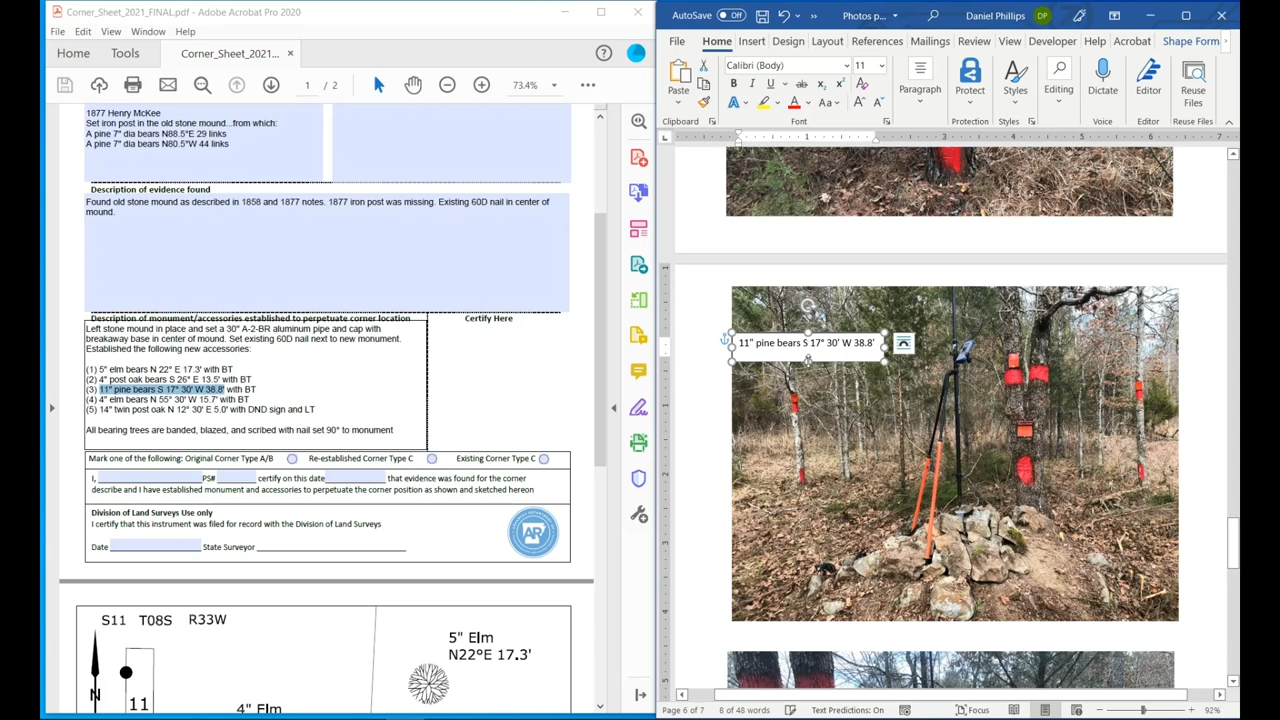 Corner_Sheet_2021_FINAL.pdf - Adobe Acrobat Pro 2020
File Edit View Window Help
Home Tools Corner_Sheet_2021...
/ 2
73.4%
1877 Henry McKee
Set iron post in the old stone mound...from which:
A pine 7" dia bears N88.5°E 29 links
A pine 7" dia bears N80.5°W 44 links
Description of evidence found
Found old stone mound as described in 1858 and 1877 notes. 1877 iron post was missing. Existing 60D nail in center of
mound.
Description of monument/accessories established to perpetuate corner location
Certify Here
Left stone mound in place and set a 30" A-2-BR aluminum pipe and cap with
breakaway base in center of mound. Set existing 60D nail next to new monument.
Established the following new accessories:
(1) 5" elm bears N 22° E 17.3' with BT
(2) 4" post oak bears S 26° E 13.5' with BT
(3) 11" pine bears S 17° 30' W 38.8' with BT
(4) 4" elm bears N 55° 30' W 15.7' with BT
(5) 14" twin post oak N 12° 30' E 5.0' with DND sign and LT
All bearing trees are banded, blazed, and scribed with nail set 90° to monument
Mark one of the following: Original Corner Type A/B Re-established Corner Type C Existing Corner Type C
I, PS# certify on this date that evidence was found for the corner
describe and I have established monument and accessories to perpetuate the corner position as shown and sketched hereon
Division of Land Surveys Use only
I certify that this instrument was filed for record with the Division of Land Surveys
Date State Surveyor
AR
S11 T08S R33W
5" Elm
N22°E 17.3'
N
11
4" Elm
AutoSave Off Photos p... Daniel Phillips DP
File Home Insert Design Layout References Mailings Review View Developer Help Acrobat Shape Form
Calibri (Body) 11
Paste Paragraph Protect Styles Editing Dictate Editor Reuse
Files
Clipboard Font Styles Protection Editing Voice Editor Reuse Files
1 2 3 4 5 6 7
11" pine bears S 17° 30' W 38.8'
Page 6 of 7 8 of 48 words Text Predictions: On Focus 92%